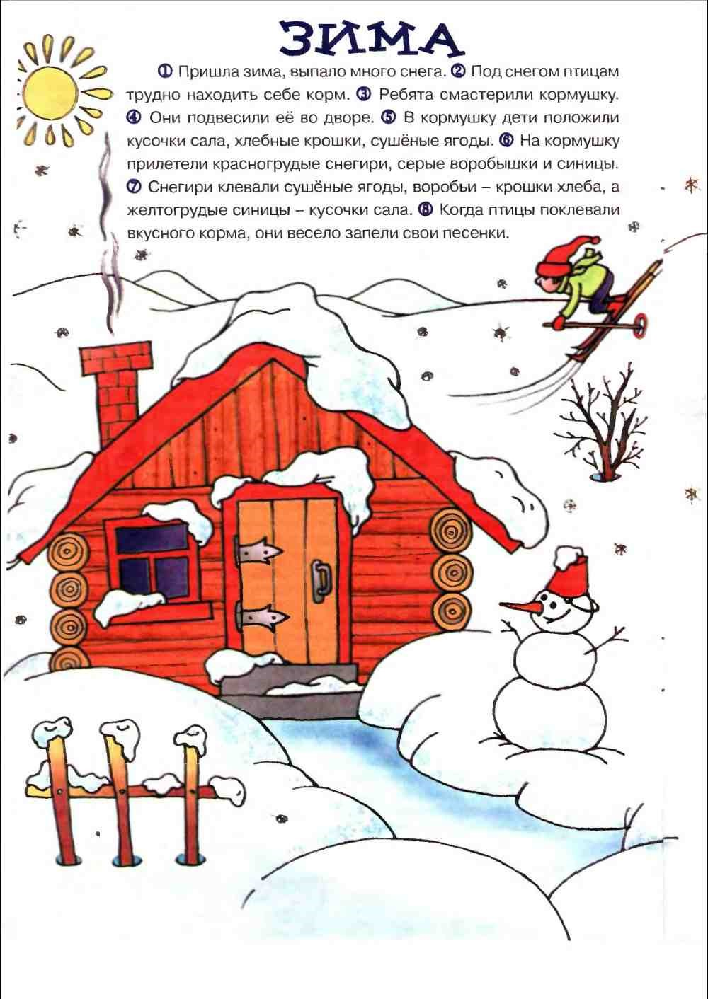 ЗИМА
① Пришла зима, выпало много снега. ② Под снегом птицам
трудно находить себе корм. ③ Ребята смастерили кормушку.
④ Они подвесили её во дворе. ⑤ В кормушку дети положили
кусочки сала, хлебные крошки, сушёные ягоды. ⑥ На кормушку
прилетели красногрудые снегири, серые воробышки и синицы.
⑦ Снегири клевали сушёные ягоды, воробьи – крошки хлеба, а
желтогрудые синицы – кусочки сала. ⑧ Когда птицы поклевали
вкусного корма, они весело запели свои песенки.